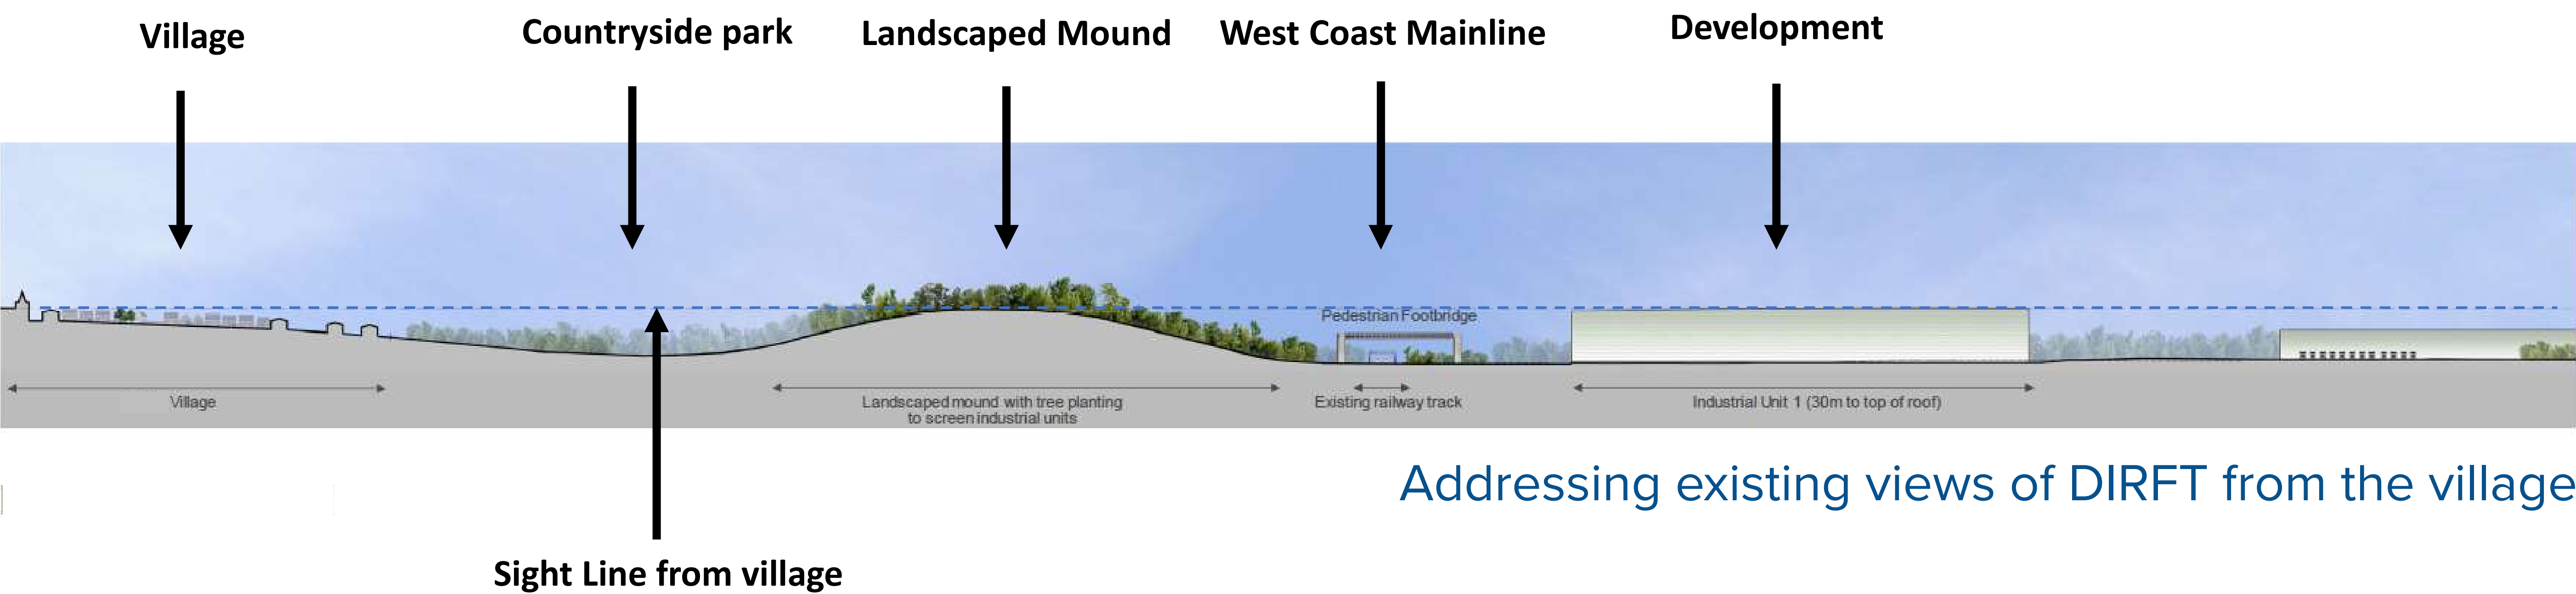 Village
Countryside park
Landscaped Mound
West Coast Mainline
Development
Pedestrian Footbridge
Village
Landscaped mound with tree planting
to screen industrial units
Existing railway track
Industrial Unit 1 (30m to top of roof)
Addressing existing views of DIRFT from the village
Sight Line from village